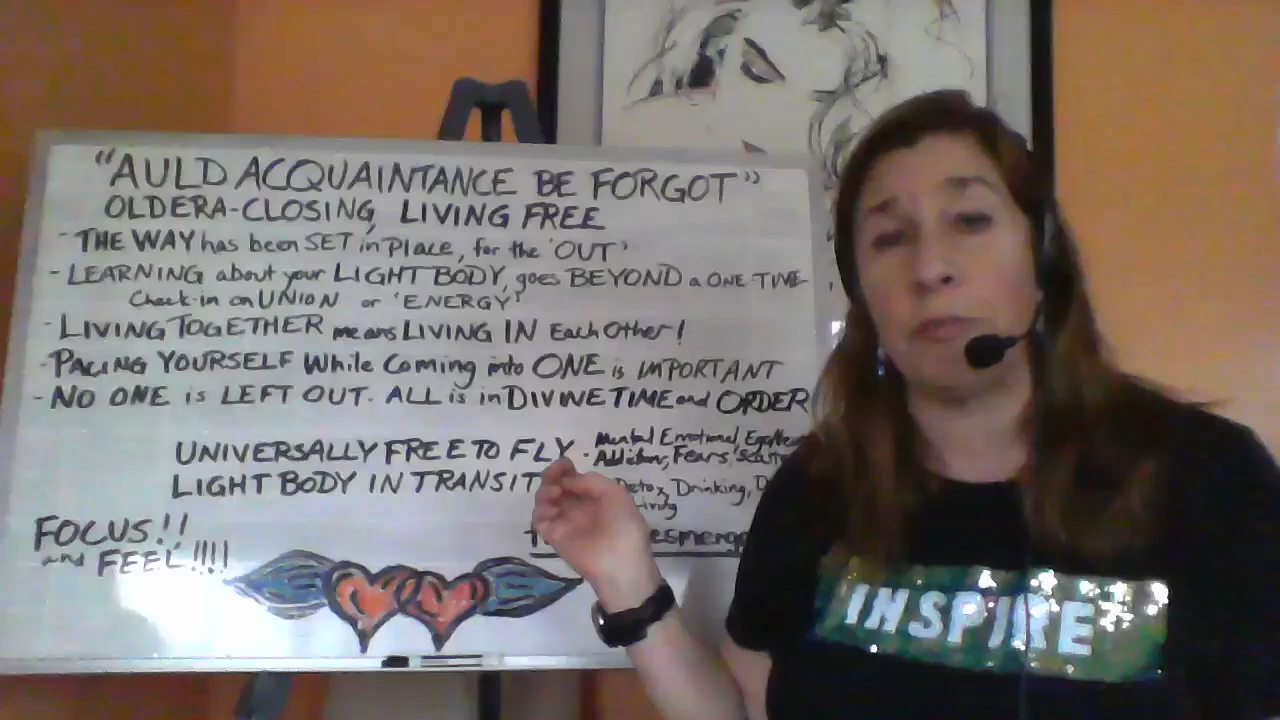 "AULD ACQUAINTANCE BE FORGOT"
OLD ERA-CLOSING, LIVING FREE
- THE WAY has been SET in Place, for the 'OUT'
- LEARNING about your LIGHT BODY, goes BEYOND a ONE-TIME
Check-in on UNION or 'ENERGY'
- LIVING TOGETHER means LIVING IN Each Other!
- PACING YOURSELF While Coming into ONE is IMPORTANT
- NO ONE is LEFT OUT. ALL is in DIVINE TIME and ORDER
UNIVERSALLY FREE TO FLY - Mental Emotional,
Addiction, Fears,
LIGHT BODY IN TRANSIT Detox, Drinking,
Living
FOCUS!!
and FEEL!!!!
INSPIRE